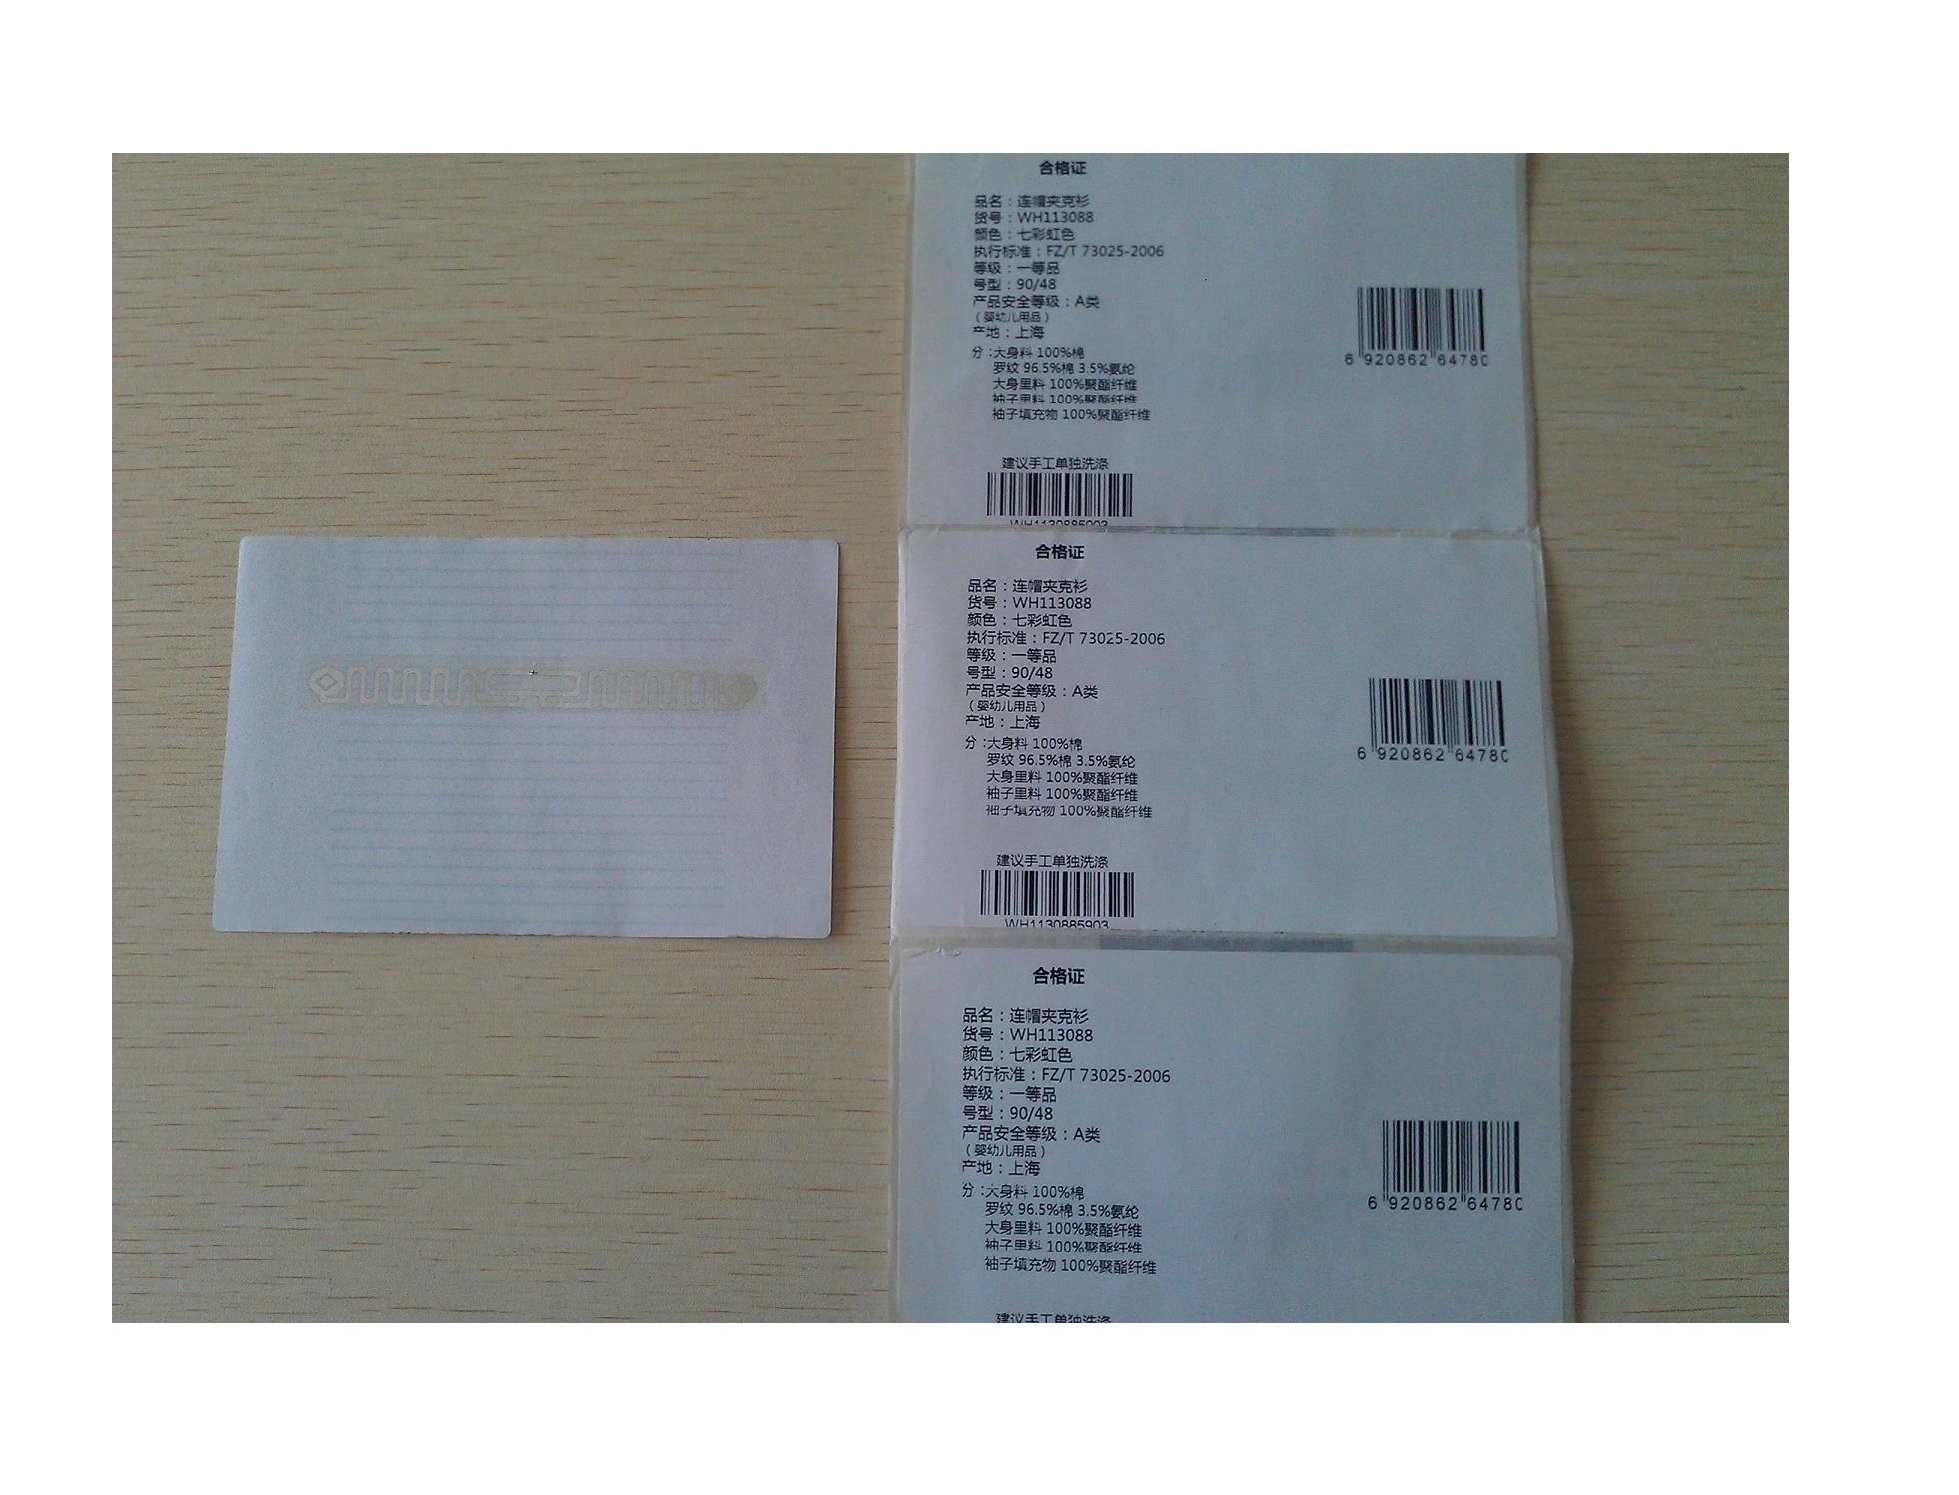 合格证
品名：连帽夹克衫
货号：WH113088
颜色：七彩虹色
执行标准：FZ/T 73025-2006
等级：一等品
号型：90/48
产品安全等级：A类
（婴幼儿用品）
产地：上海
分：大身料 100%棉
罗纹 96.5%棉 3.5%氨纶
大身里料 100%聚酯纤维
袖子里料 100%聚酯纤维
袖子填充物 100%聚酯纤维
6 920862 6478
建议手工单独洗涤
WH1130885903
合格证
品名：连帽夹克衫
货号：WH113088
颜色：七彩虹色
执行标准：FZ/T 73025-2006
等级：一等品
号型：90/48
产品安全等级：A类
（婴幼儿用品）
产地：上海
分：大身料 100%棉
罗纹 96.5%棉 3.5%氨纶
大身里料 100%聚酯纤维
袖子里料 100%聚酯纤维
袖子填充物 100%聚酯纤维
6 920862 6478
建议手工单独洗涤
WH1130885903
合格证
品名：连帽夹克衫
货号：WH113088
颜色：七彩虹色
执行标准：FZ/T 73025-2006
等级：一等品
号型：90/48
产品安全等级：A类
（婴幼儿用品）
产地：上海
分：大身料 100%棉
罗纹 96.5%棉 3.5%氨纶
大身里料 100%聚酯纤维
袖子里料 100%聚酯纤维
袖子填充物 100%聚酯纤维
6 920862 6478
建议手工单独洗涤